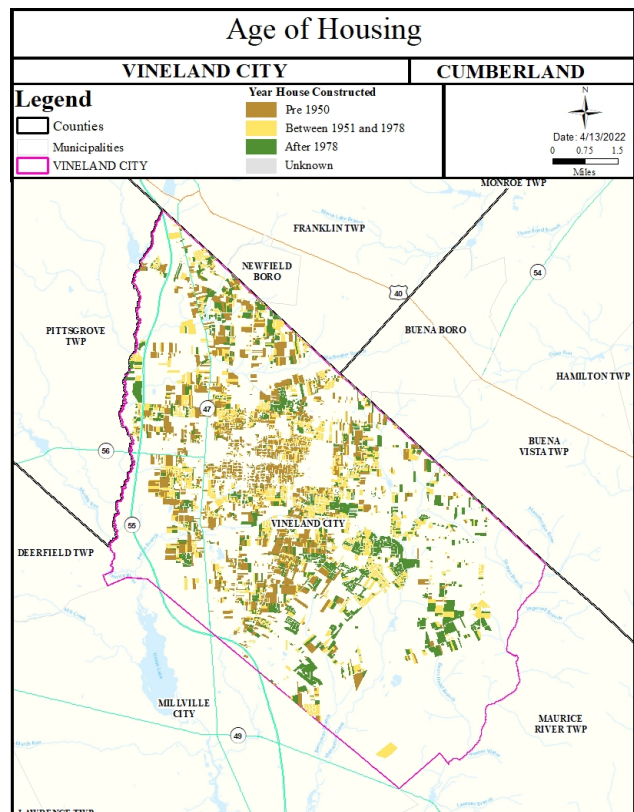 Age of Housing
VINELAND CITY
CUMBERLAND
Legend
Counties
Municipalities
VINELAND CITY
Year House Constructed
Pre 1950
Between 1951 and 1978
After 1978
Unknown
N
Date: 4/13/2022
0 0.75 1.5
Miles
MONROE TWP
FRANKLIN TWP
54
NEWFIELD
BORO
40
PITTSGROVE
TWP
BUENA BORO
HAMILTON TWP
47
56
BUENA
VISTA TWP
55
VINELAND CITY
DEERFIELD TWP
MILLVILLE
CITY
49
MAURICE
RIVER TWP
LAWRENCE TWP